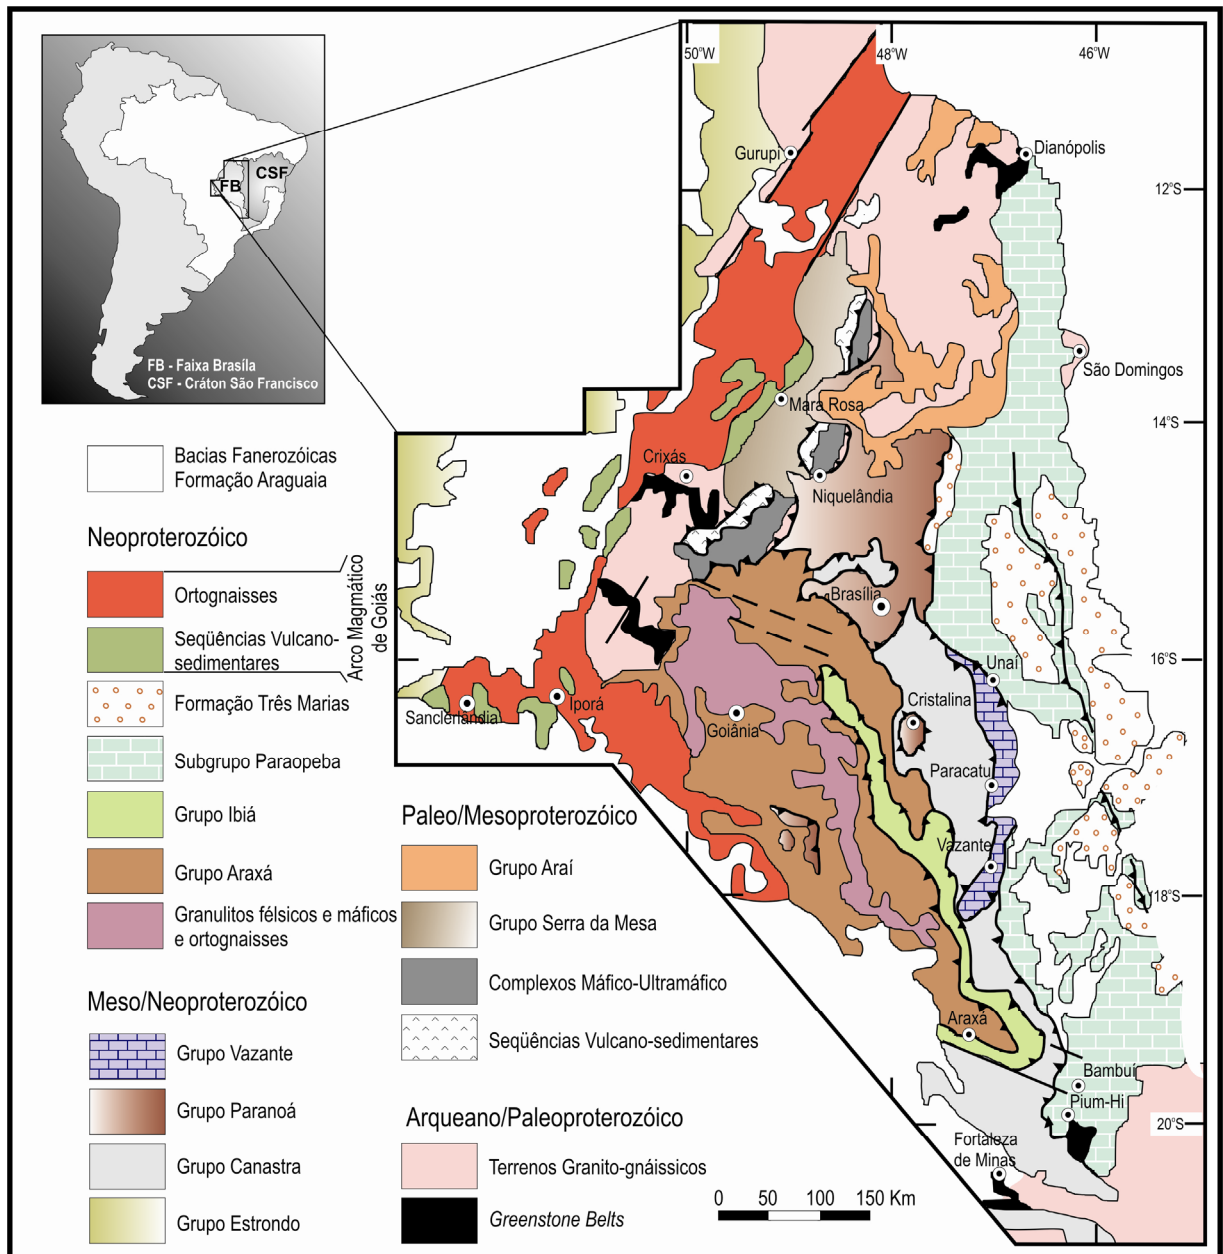 50°W
48°W
46°W
FB
CSF
FB - Faixa Brasíla
CSF - Cráton São Francisco
Gurupi
Dianópolis
12°S
São Domingos
Mara Rosa
14°S
Crixás
Niquelândia
Brasília
16°S
Unaí
Sanclerlândia
Iporá
Goiânia
Cristalina
Paracatu
Vazante
18°S
Araxá
Bambuí
Pium-Hi
20°S
Fortaleza
de Minas
Bacias Fanerozóicas
Formação Araguaia
Neoproterozóico
Ortognaisses
Seqüências Vulcano-
sedimentares
Arco Magmático
de Goiás
Formação Três Marias
Subgrupo Paraopeba
Grupo Ibiá
Grupo Araxá
Granulitos félsicos e máficos
e ortognaisses
Meso/Neoproterozóico
Grupo Vazante
Grupo Paranoá
Grupo Canastra
Grupo Estrondo
Paleo/Mesoproterozóico
Grupo Araí
Grupo Serra da Mesa
Complexos Máfico-Ultramáfico
Seqüências Vulcano-sedimentares
Arqueano/Paleoproterozóico
Terrenos Granito-gnáissicos
Greenstone Belts
0 50 100 150 Km